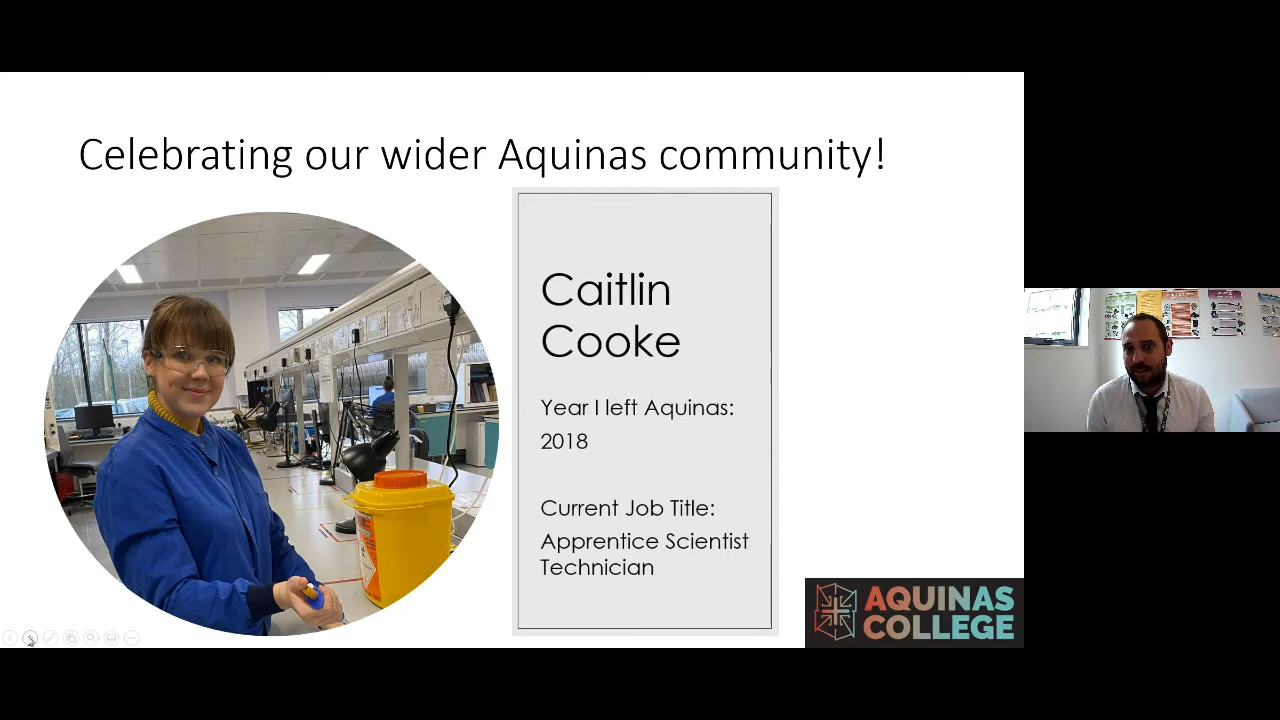 Celebrating our wider Aquinas community!
Caitlin
Cooke
Year I left Aquinas:
2018
Current Job Title:
Apprentice Scientist
Technician
AQUINAS
COLLEGE